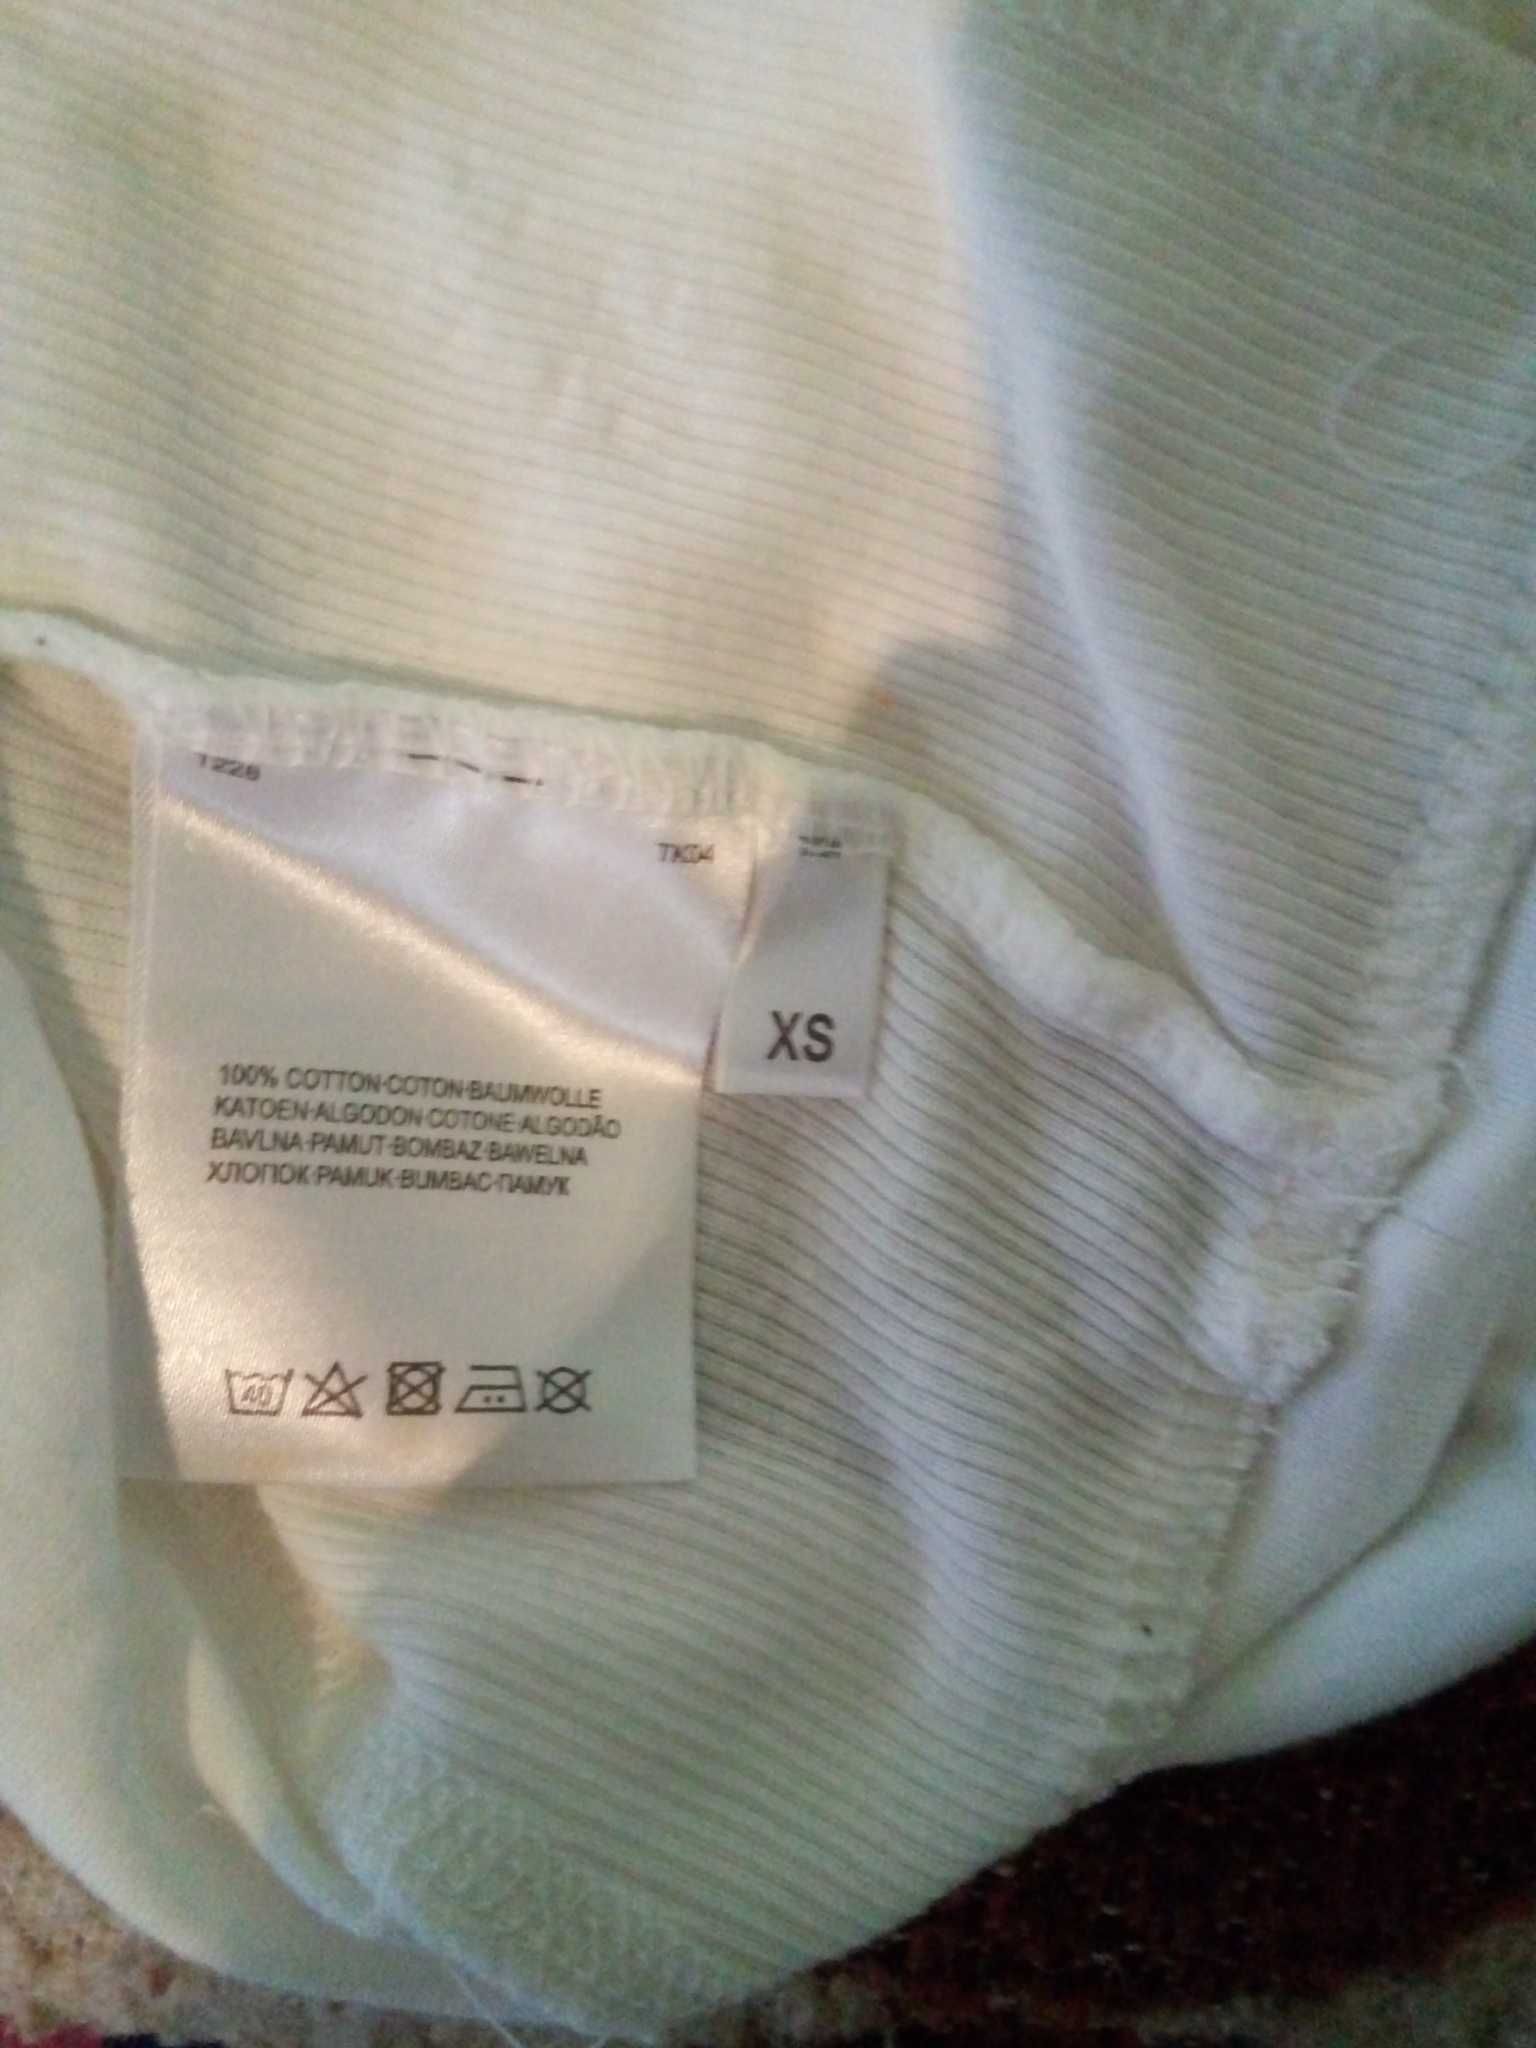 1228
TK04
XS
100% COTTON·COTON·BAUMWOLLE
KATOEN·ALGODON·COTONE·ALGODÃO
BAVLNA·PAMUT·BOMBAZ·BAWELNA
ХЛОПОК·PAMUK·BUMBAC·ПАМУК
40